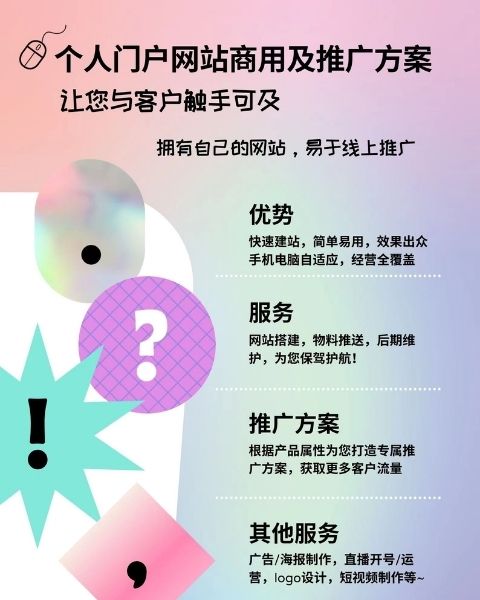 个人门户网站商用及推广方案
让您与客户触手可及
拥有自己的网站，易于线上推广
优势
快速建站，简单易用，效果出众
手机电脑自适应，经营全覆盖
?
服务
网站搭建，物料推送，后期维
护，为您保驾护航！
!
推广方案
根据产品属性为您打造专属推
广方案，获取更多客户流量
其他服务
广告/海报制作，直播开号/运
营，logo设计，短视频制作等~
,